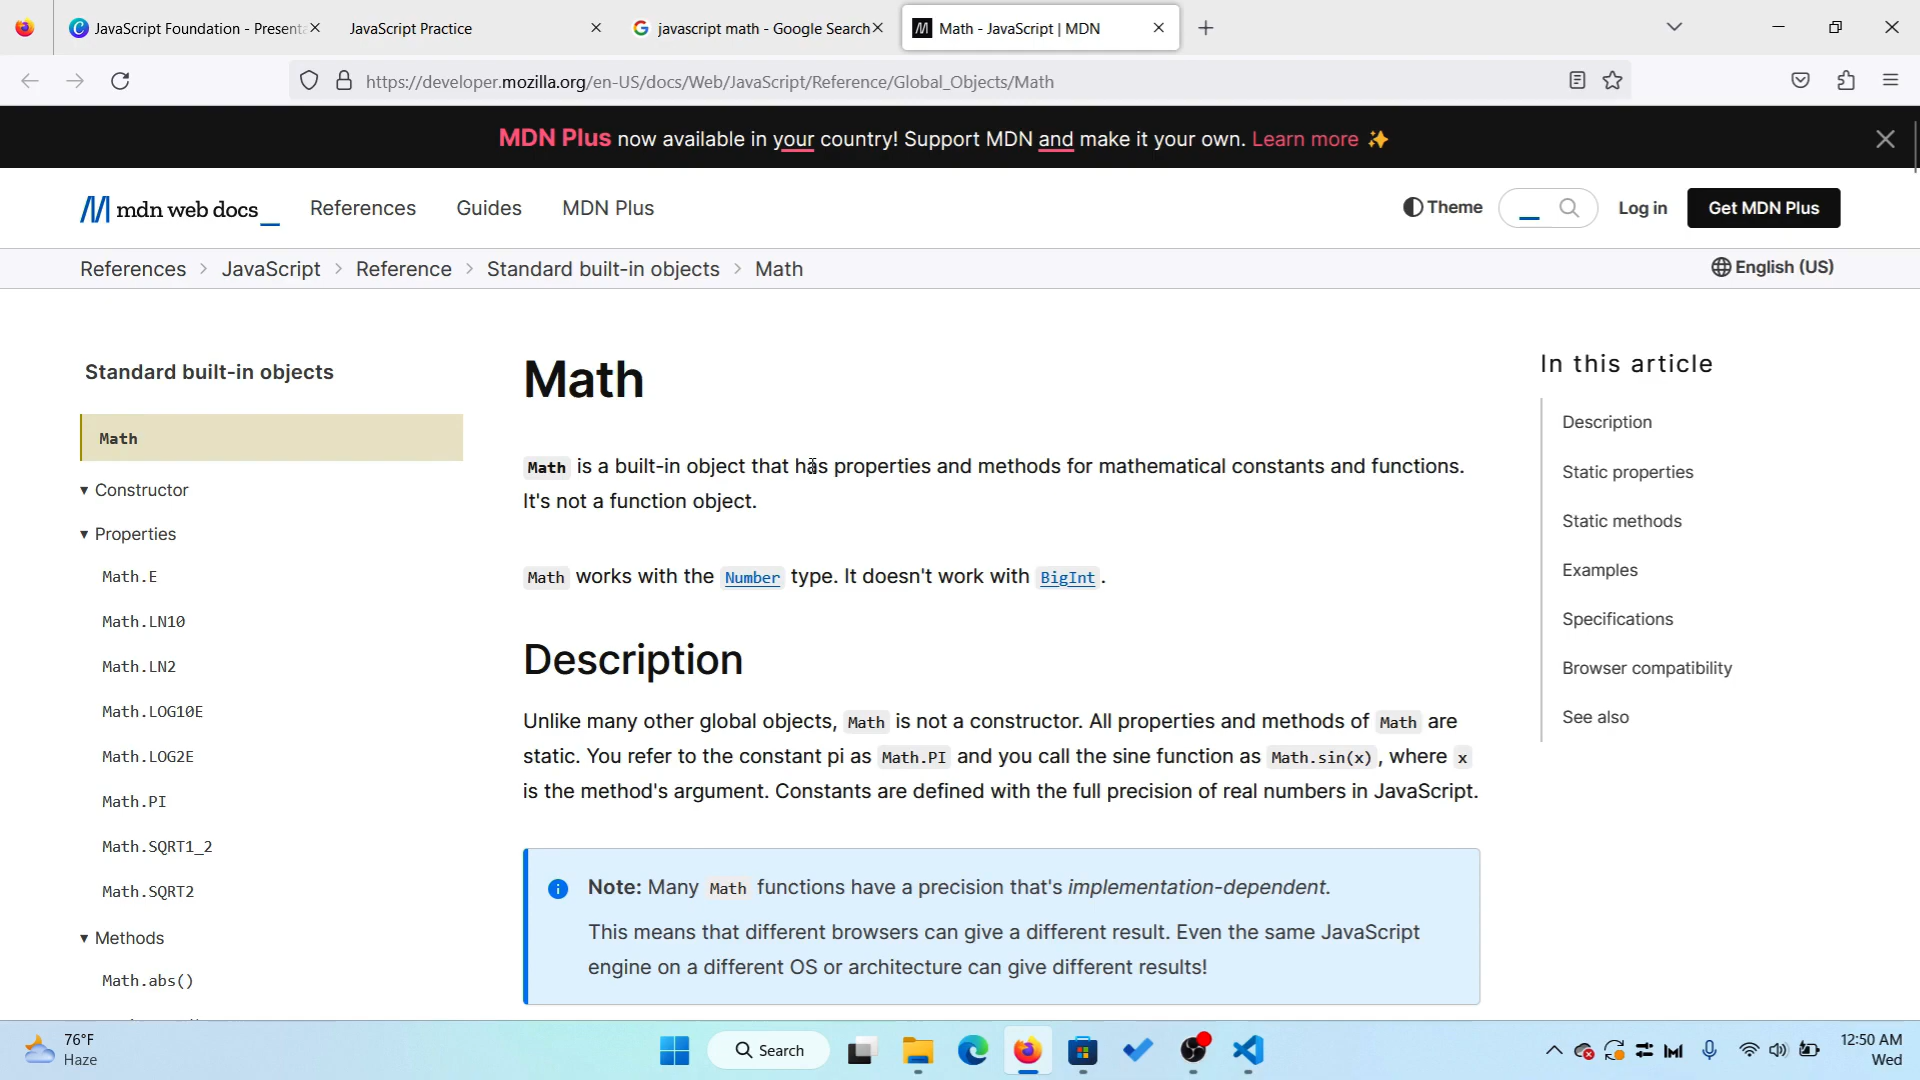 JavaScript Foundation - Presenta
JavaScript Practice
javascript math - Google Search
Math - JavaScript | MDN
https://developer.mozilla.org/en-US/docs/Web/JavaScript/Reference/Global_Objects/Math
MDN Plus now available in your country! Support MDN and make it your own. Learn more ✨
mdn web docs_
References
Guides
MDN Plus
Theme
Log in
Get MDN Plus
References > JavaScript > Reference > Standard built-in objects > Math
English (US)
Standard built-in objects
Math
Constructor
Properties
Math.E
Math.LN10
Math.LN2
Math.LOG10E
Math.LOG2E
Math.PI
Math.SQRT1_2
Math.SQRT2
Methods
Math.abs()
Math
Math is a built-in object that has properties and methods for mathematical constants and functions.
It's not a function object.
Math works with the Number type. It doesn't work with BigInt.
Description
Unlike many other global objects, Math is not a constructor. All properties and methods of Math are
static. You refer to the constant pi as Math.PI and you call the sine function as Math.sin(x), where x
is the method's argument. Constants are defined with the full precision of real numbers in JavaScript.
Note: Many Math functions have a precision that's implementation-dependent.
This means that different browsers can give a different result. Even the same JavaScript
engine on a different OS or architecture can give different results!
In this article
Description
Static properties
Static methods
Examples
Specifications
Browser compatibility
See also
76°F
Haze
Search
12:50 AM
Wed